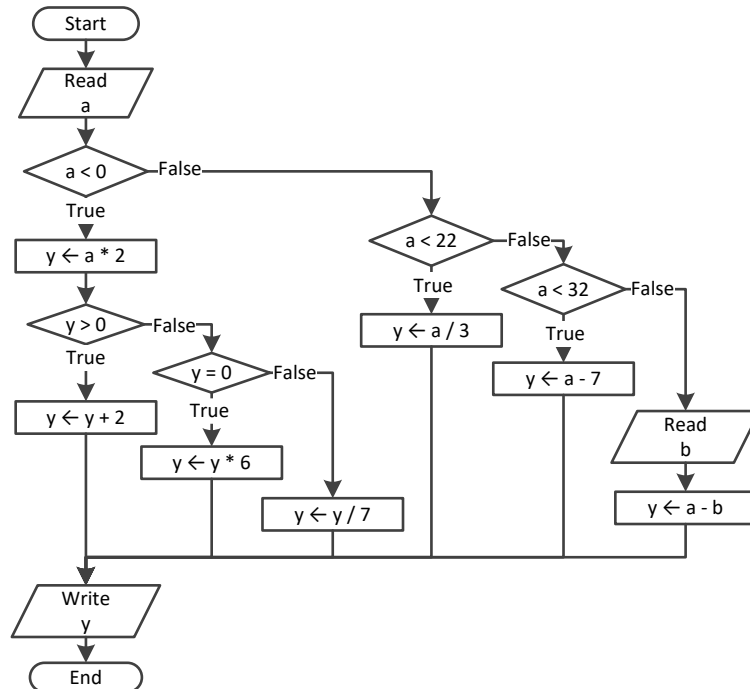 Start
Read
a
a < 0
False
True
a < 22
False
y ← a * 2
True
a < 32
False
y > 0
False
y ← a / 3
True
True
y = 0
False
y ← a - 7
True
y ← y + 2
Read
b
y ← y * 6
y ← y / 7
y ← a - b
Write
y
End